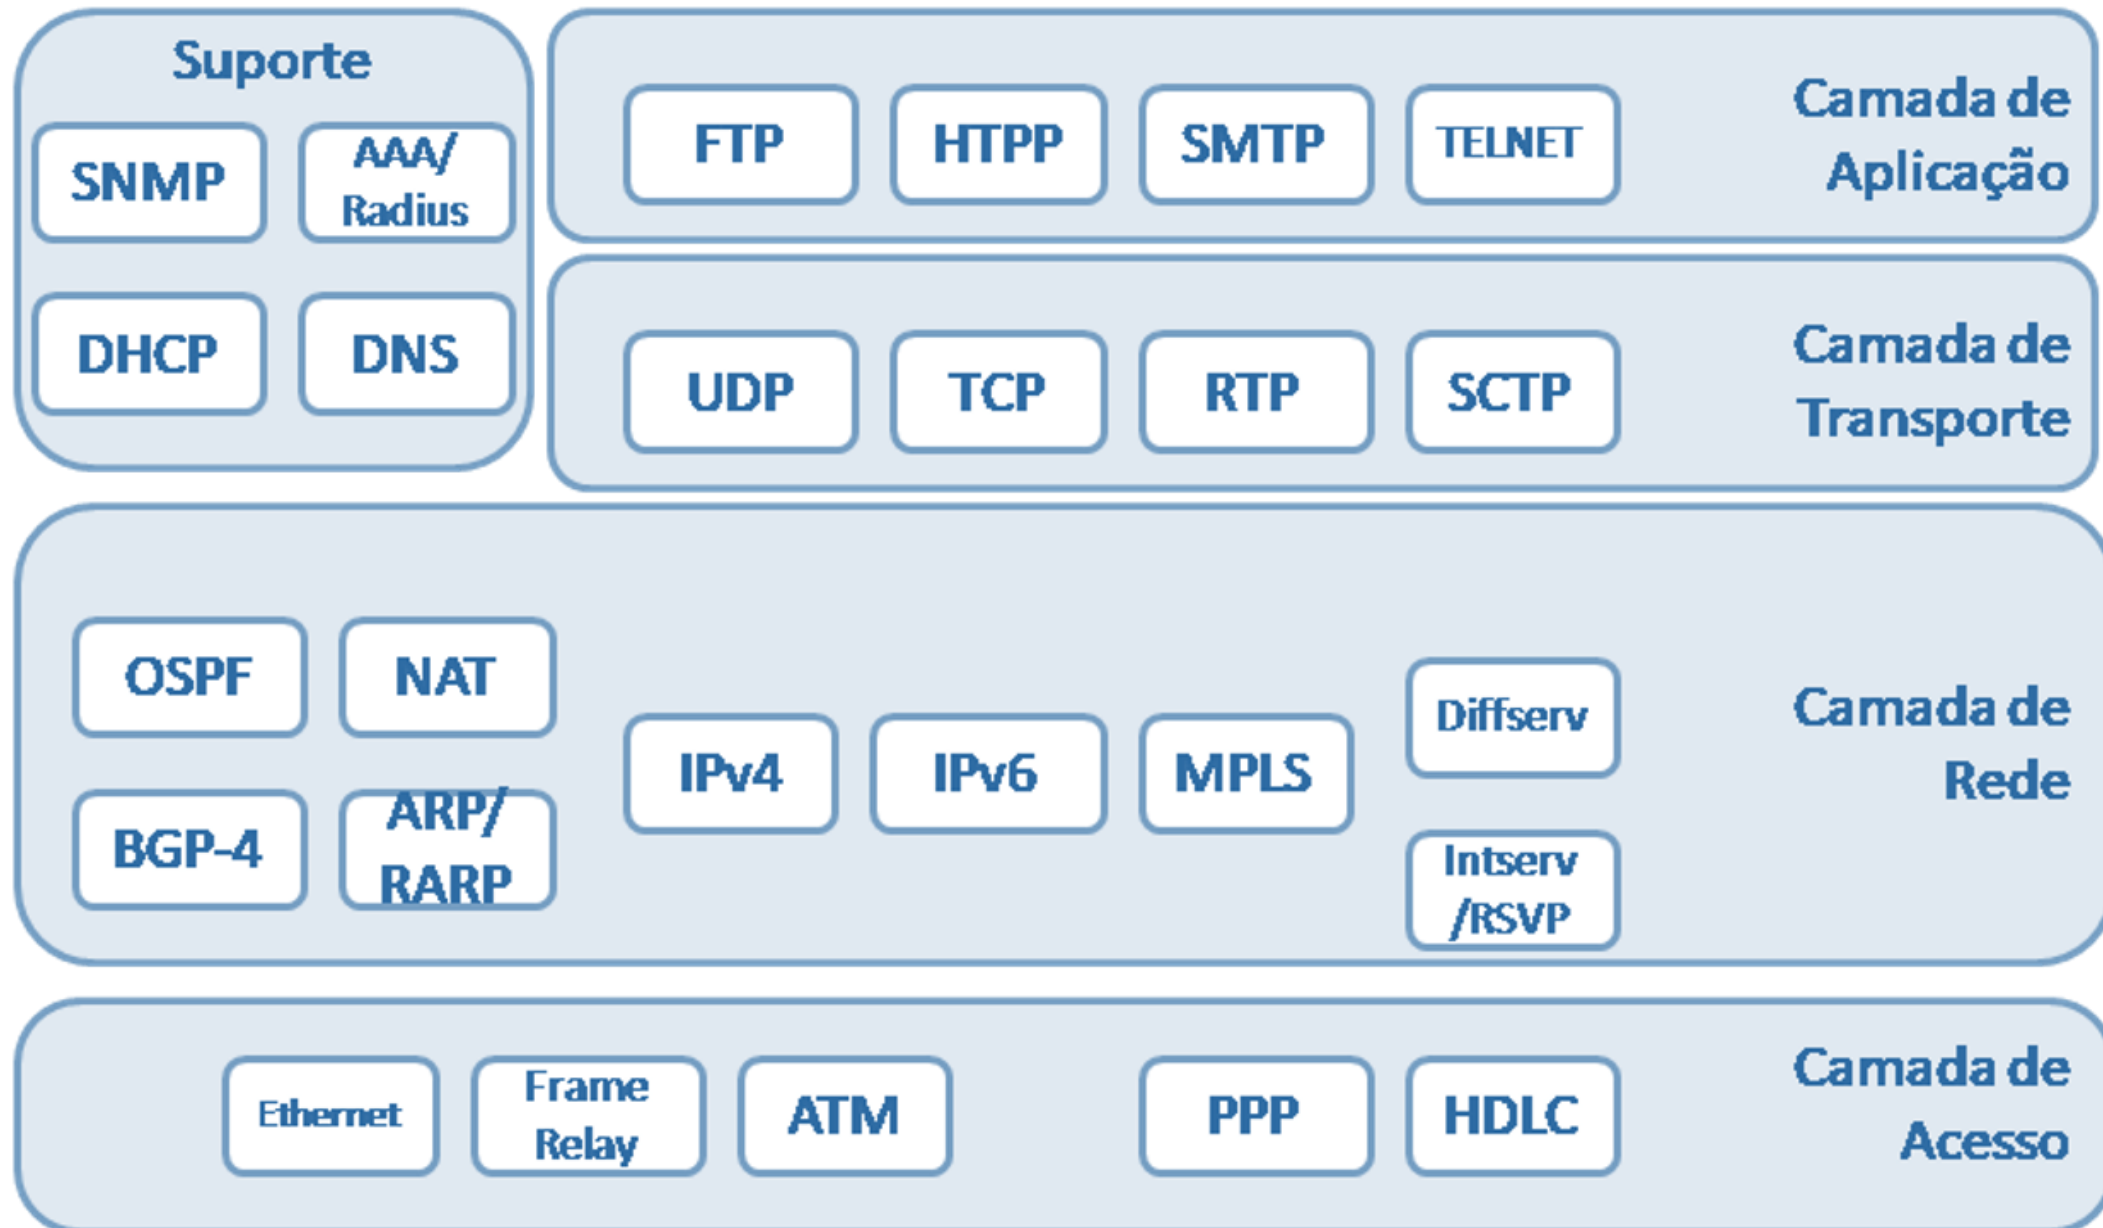 Suporte
SNMP
AAA/
Radius
DHCP
DNS
FTP
HTPP
SMTP
TELNET
Camada de
Aplicação
UDP
TCP
RTP
SCTP
Camada de
Transporte
OSPF
NAT
BGP-4
ARP/
RARP
IPv4
IPv6
MPLS
Diffserv
Intserv
/RSVP
Camada de
Rede
Ethernet
Frame
Relay
ATM
PPP
HDLC
Camada de
Acesso